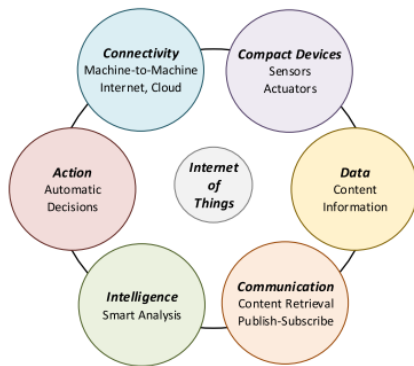 Connectivity
Machine-to-Machine
Internet, Cloud
Compact Devices
Sensors
Actuators
Action
Automatic
Decisions
Internet
of
Things
Data
Content
Information
Intelligence
Smart Analysis
Communication
Content Retrieval
Publish-Subscribe